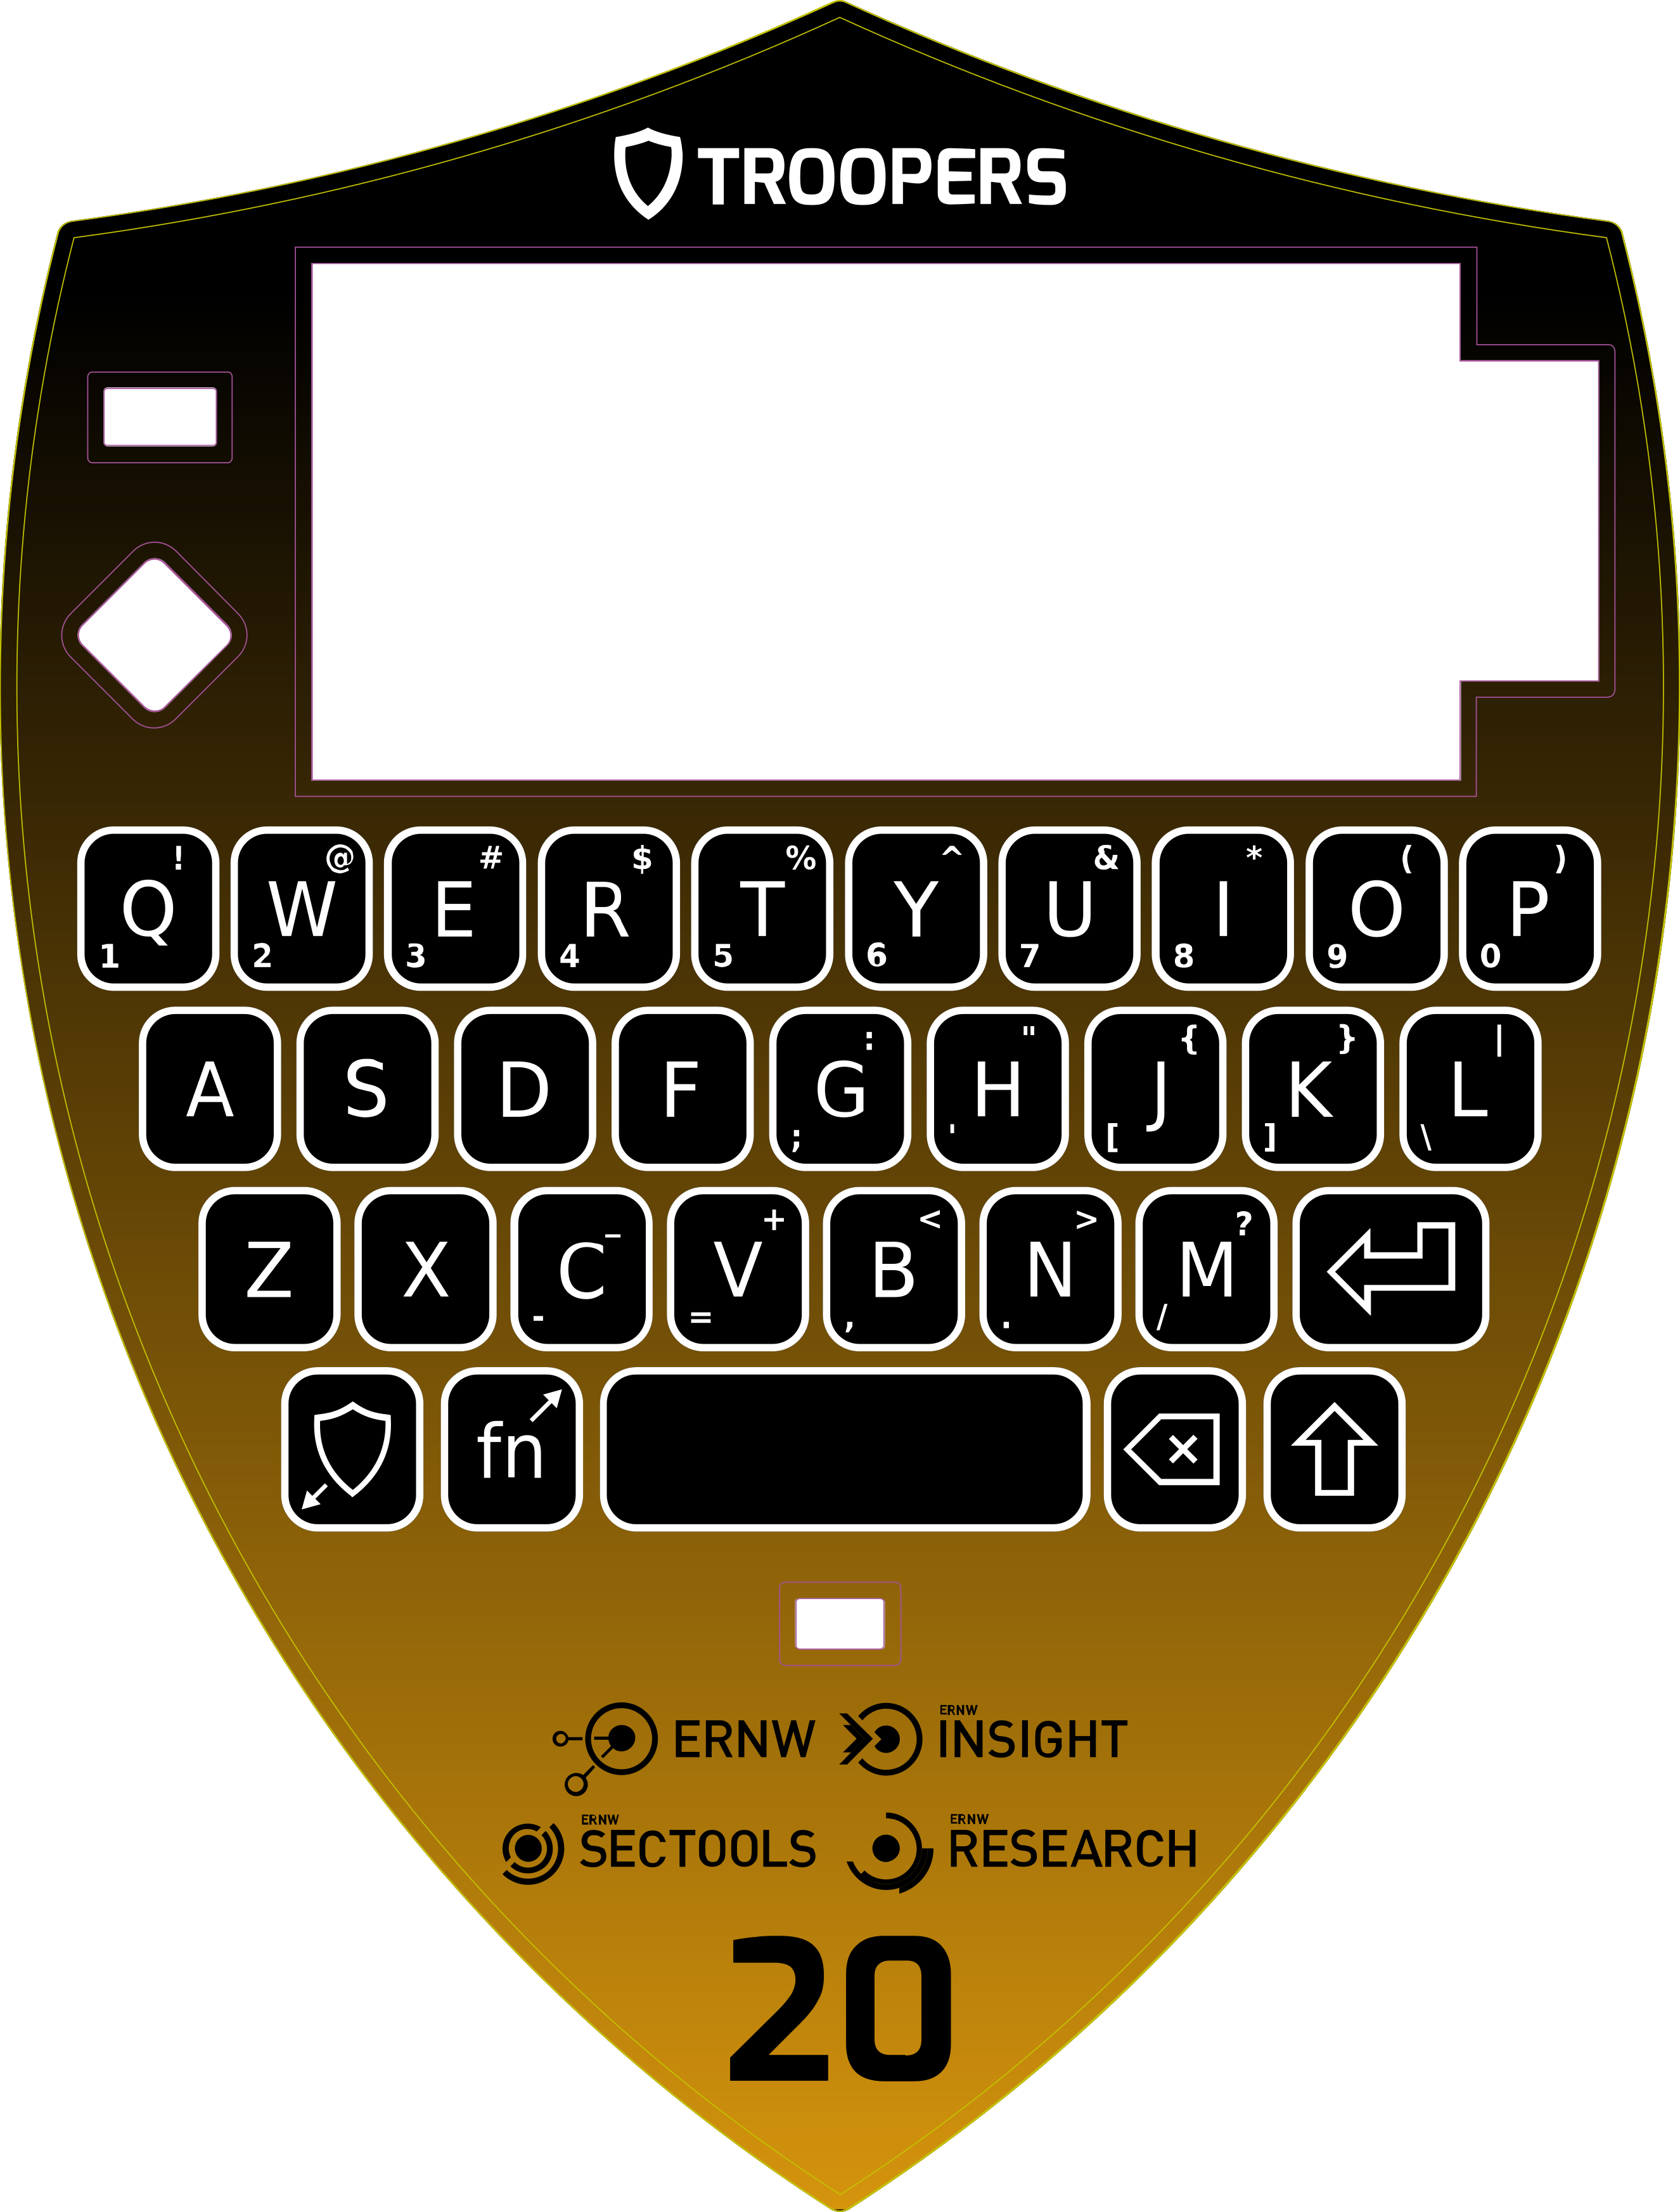 TROOPERS
! @ # $ % ^ & * ( )
Q W E R T Y U I O P
1 2 3 4 5 6 7 8 9 0
: " { } |
A S D F G H J K L
; ' [ ] \
_ + < > ?
Z X C V B N M
- = , . /
fn
ERNW
ERNW
INSIGHT
ERNW
SECTOOLS
ERNW
RESEARCH
20